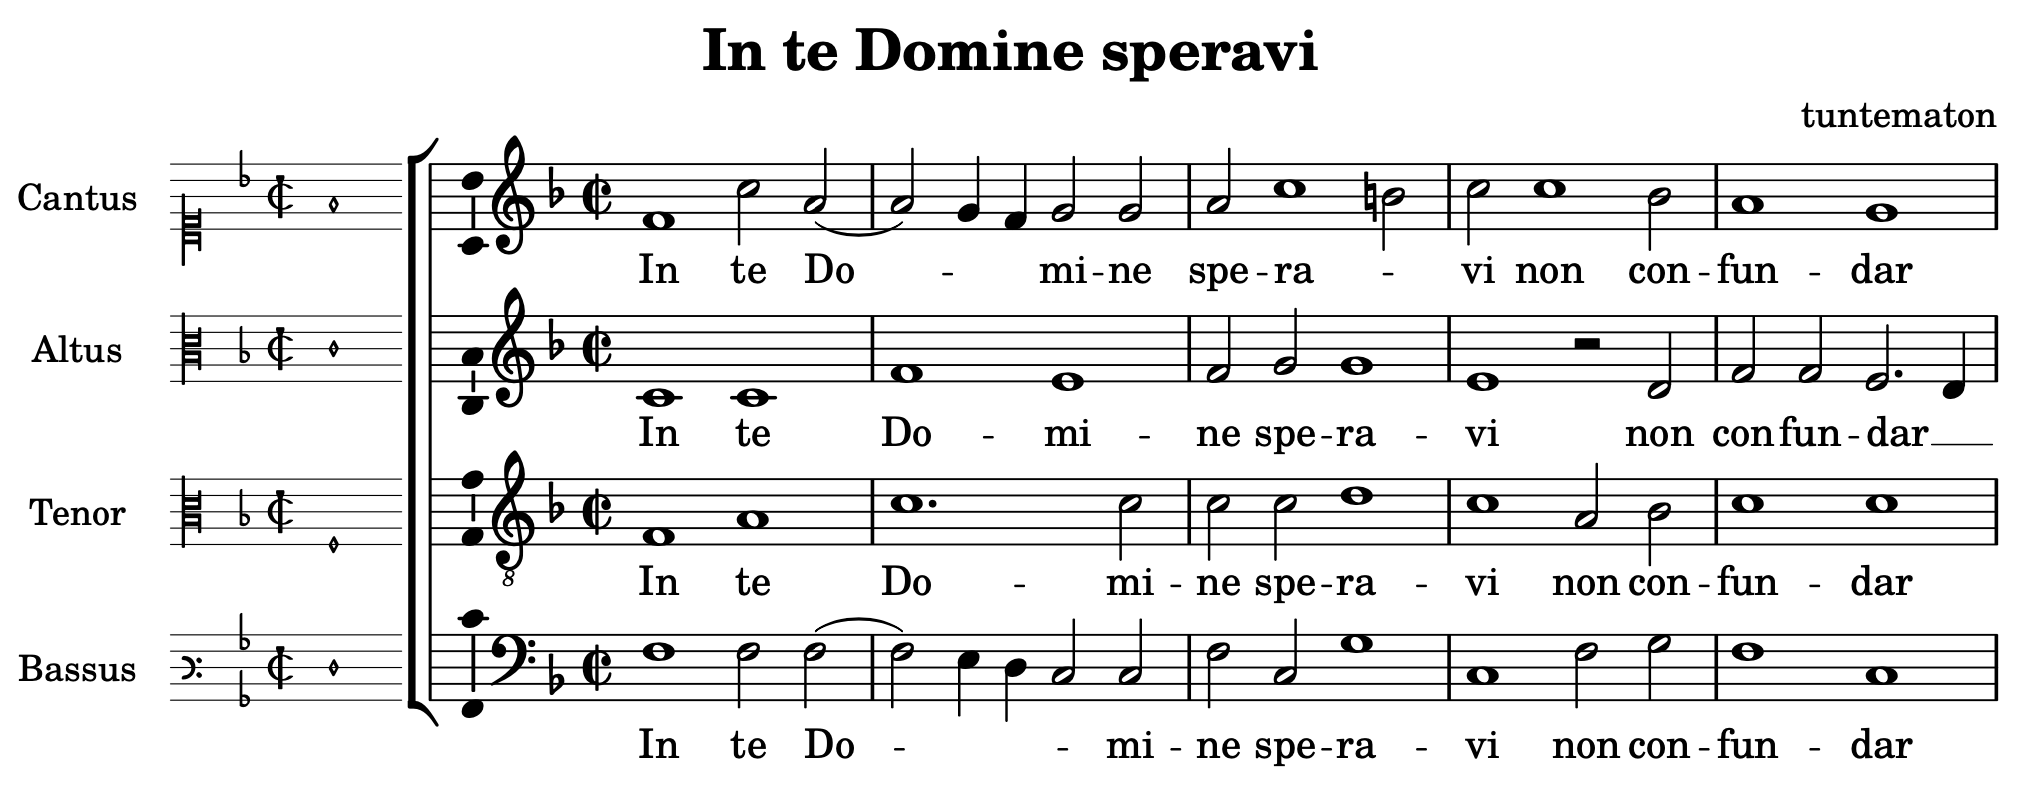 In te Domine speravi
tuntematon
Cantus
In te Do - mi - ne spe - ra - vi non con - fun - dar
Altus
In te Do - mi - ne spe - ra - vi non con fun - dar __
Tenor
8
In te Do - mi - ne spe - ra - vi non con - fun - dar
Bassus
In te Do - - mi - ne spe - ra - vi non con - fun - dar